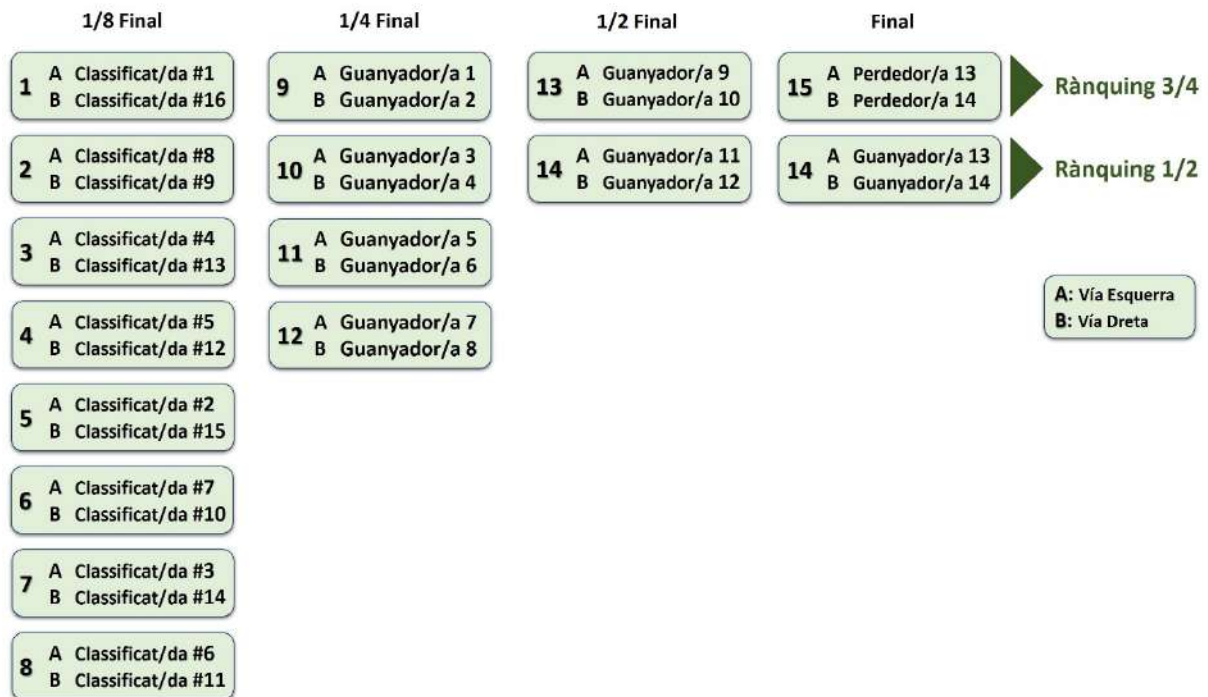 1/8 Final
1/4 Final
1/2 Final
Final
1
A Classificat/da #1
B Classificat/da #16
2
A Classificat/da #8
B Classificat/da #9
3
A Classificat/da #4
B Classificat/da #13
4
A Classificat/da #5
B Classificat/da #12
5
A Classificat/da #2
B Classificat/da #15
6
A Classificat/da #7
B Classificat/da #10
7
A Classificat/da #3
B Classificat/da #14
8
A Classificat/da #6
B Classificat/da #11
9
A Guanyador/a 1
B Guanyador/a 2
10
A Guanyador/a 3
B Guanyador/a 4
11
A Guanyador/a 5
B Guanyador/a 6
12
A Guanyador/a 7
B Guanyador/a 8
13
A Guanyador/a 9
B Guanyador/a 10
14
A Guanyador/a 11
B Guanyador/a 12
15
A Perdedor/a 13
B Perdedor/a 14
Rànquing 3/4
14
A Guanyador/a 13
B Guanyador/a 14
Rànquing 1/2
A: Vía Esquerra
B: Vía Dreta